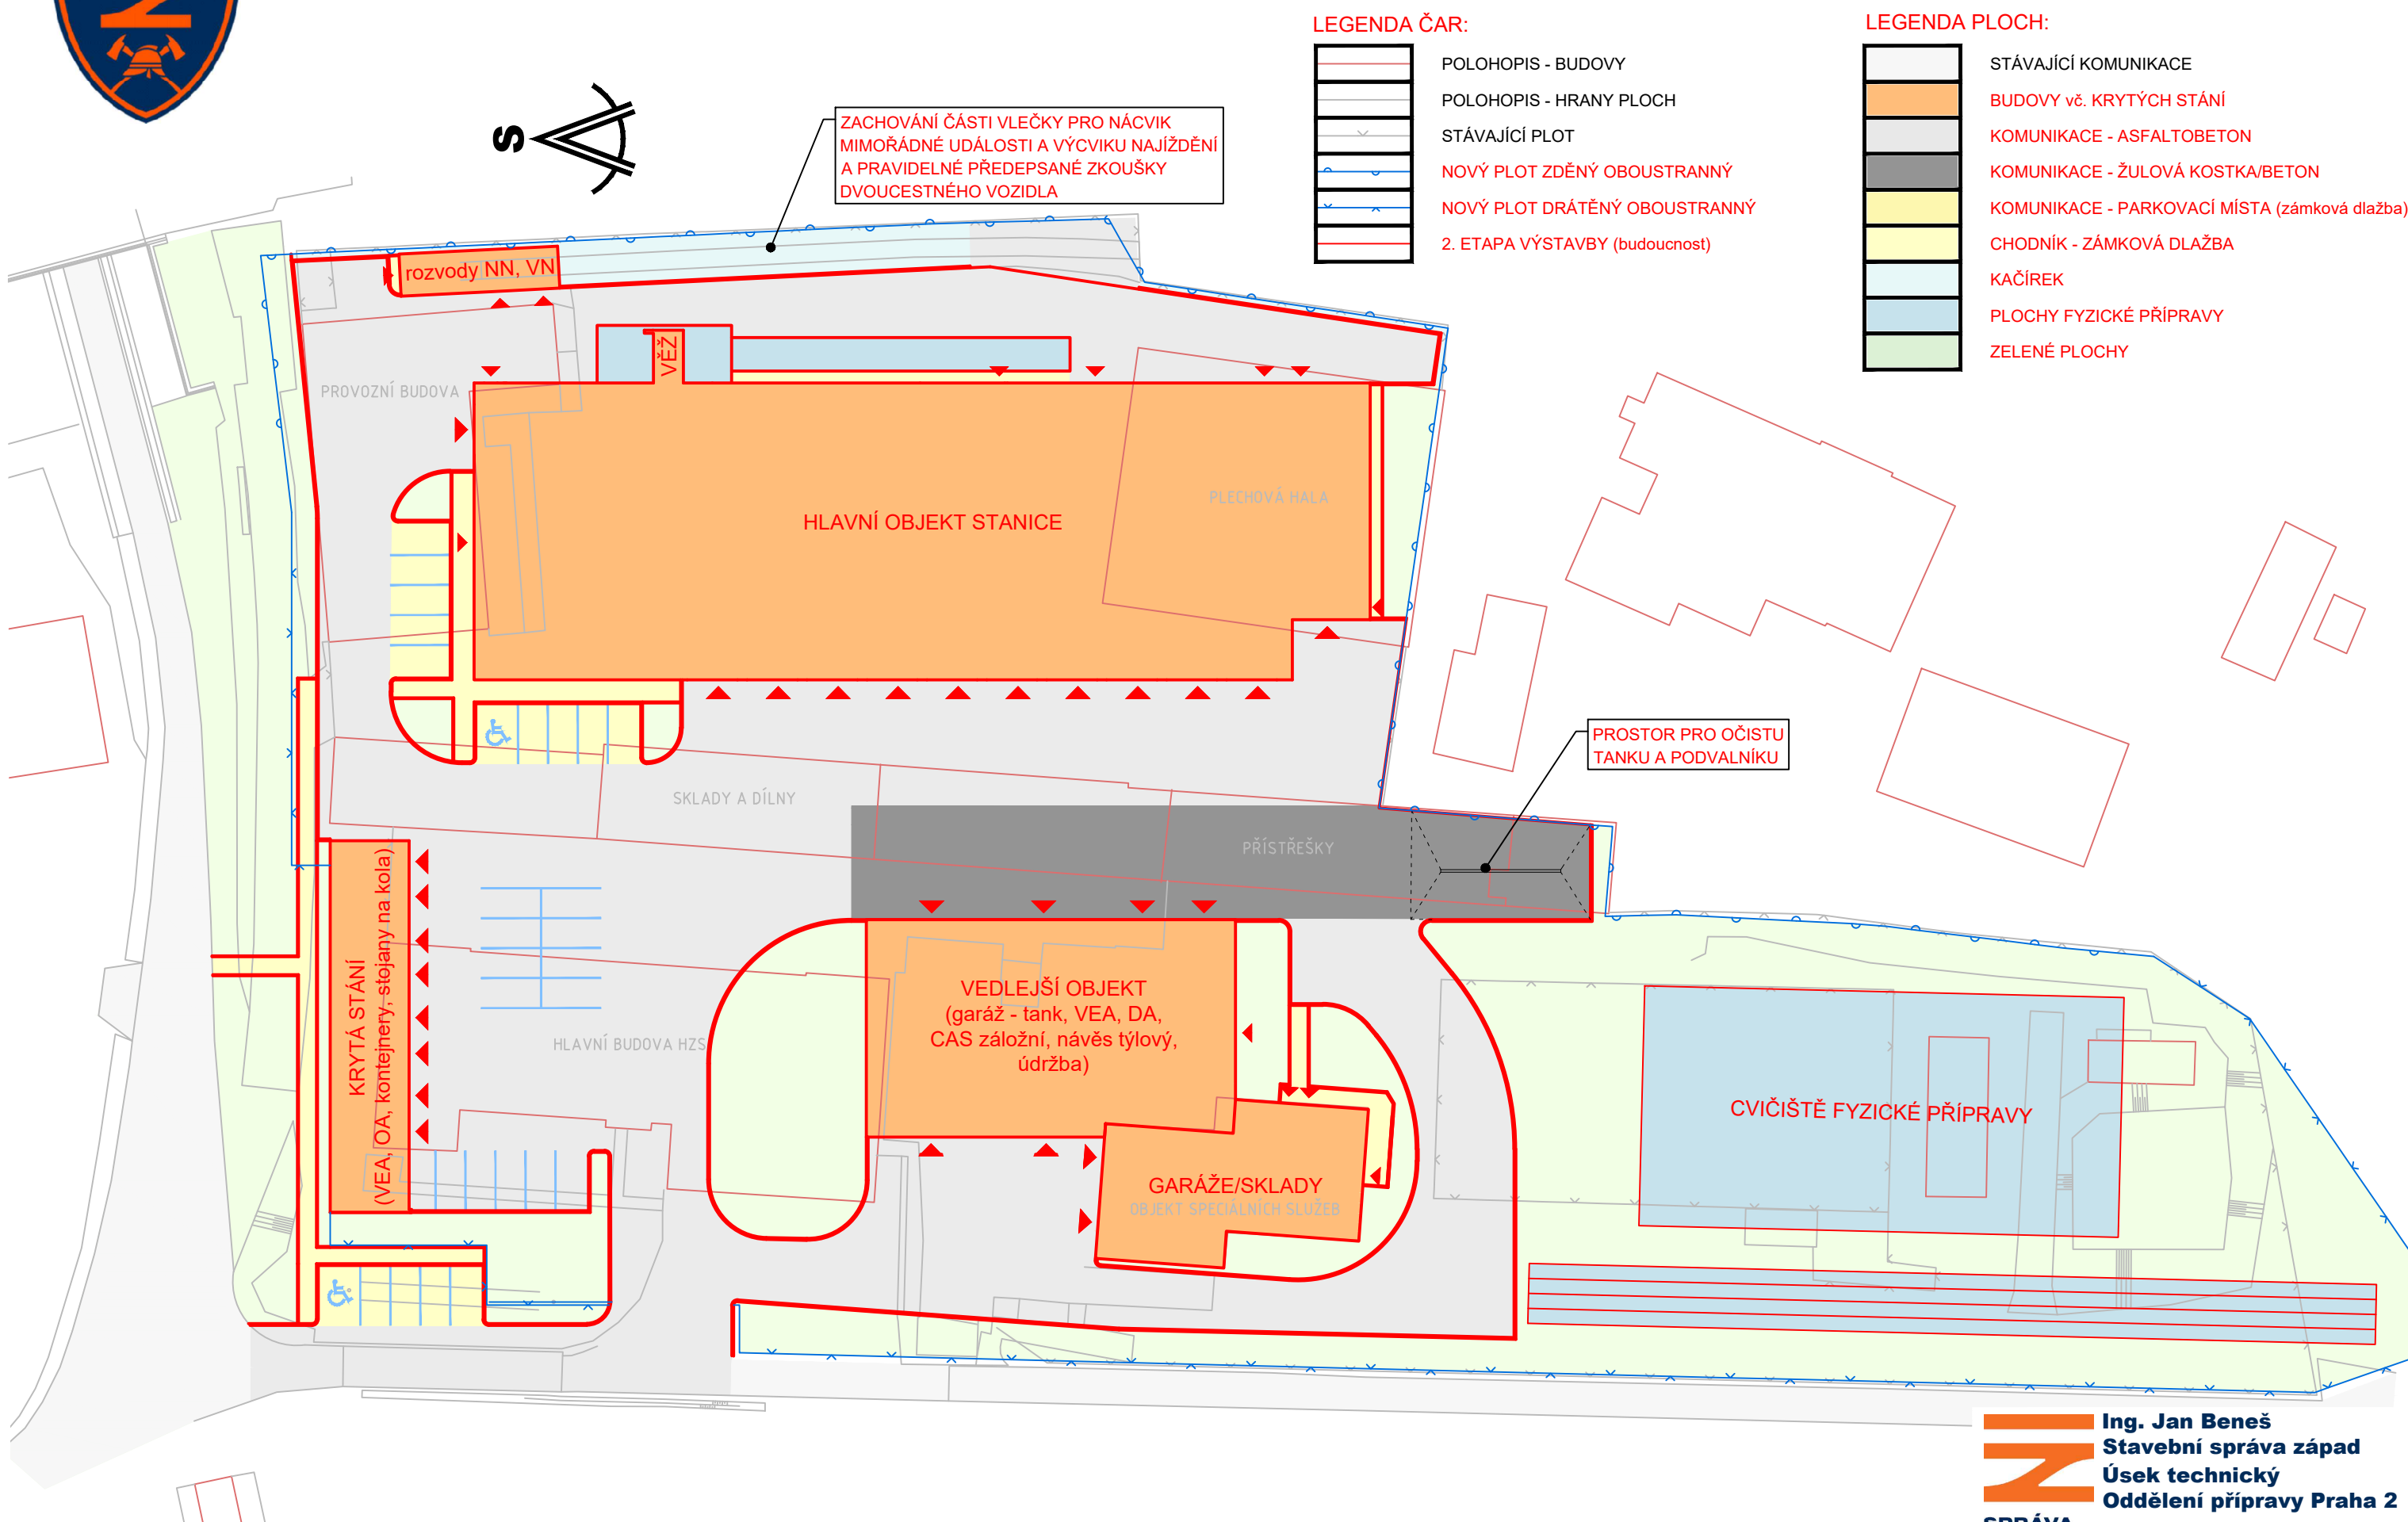 LEGENDA ČAR:
POLOHOPIS - BUDOVY
POLOHOPIS - HRANY PLOCH
STÁVAJÍCÍ PLOT
NOVÝ PLOT ZDĚNÝ OBOUSTRANNÝ
NOVÝ PLOT DRÁTĚNÝ OBOUSTRANNÝ
2. ETAPA VÝSTAVBY (budoucnost)
LEGENDA PLOCH:
STÁVAJÍCÍ KOMUNIKACE
BUDOVY vč. KRYTÝCH STÁNÍ
KOMUNIKACE - ASFALTOBETON
KOMUNIKACE - ŽULOVÁ KOSTKA/BETON
KOMUNIKACE - PARKOVACÍ MÍSTA (zámková dlažba)
CHODNÍK - ZÁMKOVÁ DLAŽBA
KAČÍREK
PLOCHY FYZICKÉ PŘÍPRAVY
ZELENÉ PLOCHY
S
ZACHOVÁNÍ ČÁSTI VLEČKY PRO NÁCVIK
MIMOŘÁDNÉ UDÁLOSTI A VÝCVIKU NAJÍŽDĚNÍ
A PRAVIDELNÉ PŘEDEPSANÉ ZKOUŠKY
DVOUCESTNÉHO VOZIDLA
rozvody NN, VN
VĚŽ
PROVOZNÍ BUDOVA
PLECHOVÁ HALA
HLAVNÍ OBJEKT STANICE
PROSTOR PRO OČISTU
TANKU A PODVALNÍKU
SKLADY A DÍLNY
PŘÍSTŘEŠKY
KRYTÁ STÁNÍ
(VEA, OA, kontejnery, stojany na kola)
HLAVNÍ BUDOVA HZS
VEDLEJŠÍ OBJEKT
(garáž - tank, VEA, DA,
CAS záložní, návěs týlový,
údržba)
GARÁŽE/SKLADY
OBJEKT SPECIÁLNÍCH SLUŽEB
CVIČIŠTĚ FYZICKÉ PŘÍPRAVY
Ing. Jan Beneš
Stavební správa západ
Úsek technický
Oddělení přípravy Praha 2
SPRÁVA